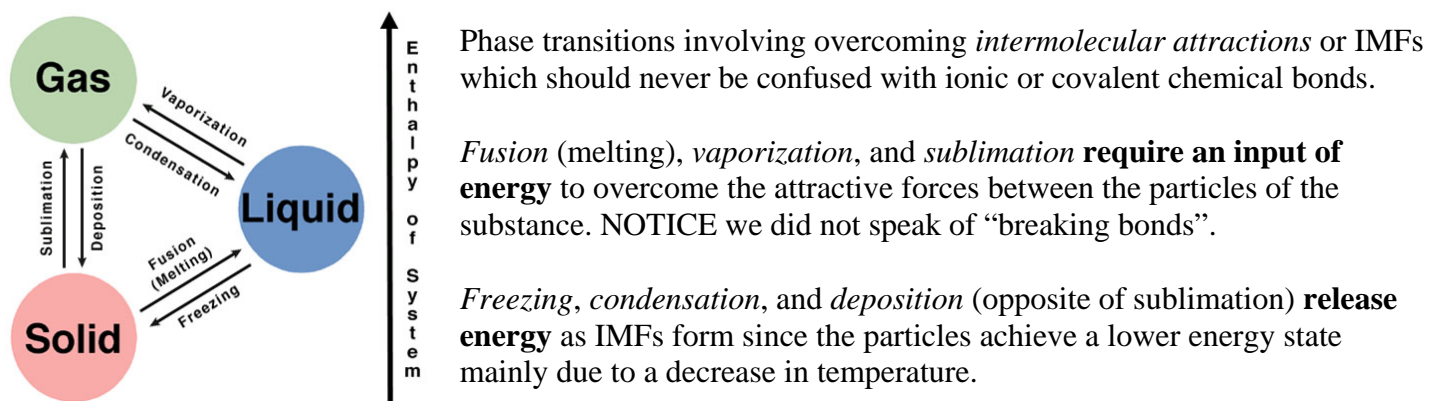 Gas
Vaporization
Condensation
Sublimation
Deposition
Liquid
Fusion
(Melting)
Freezing
Solid
Enthalpy of System
Phase transitions involving overcoming intermolecular attractions or IMFs
which should never be confused with ionic or covalent chemical bonds.
Fusion (melting), vaporization, and sublimation require an input of
energy to overcome the attractive forces between the particles of the
substance. NOTICE we did not speak of “breaking bonds”.
Freezing, condensation, and deposition (opposite of sublimation) release
energy as IMFs form since the particles achieve a lower energy state
mainly due to a decrease in temperature.